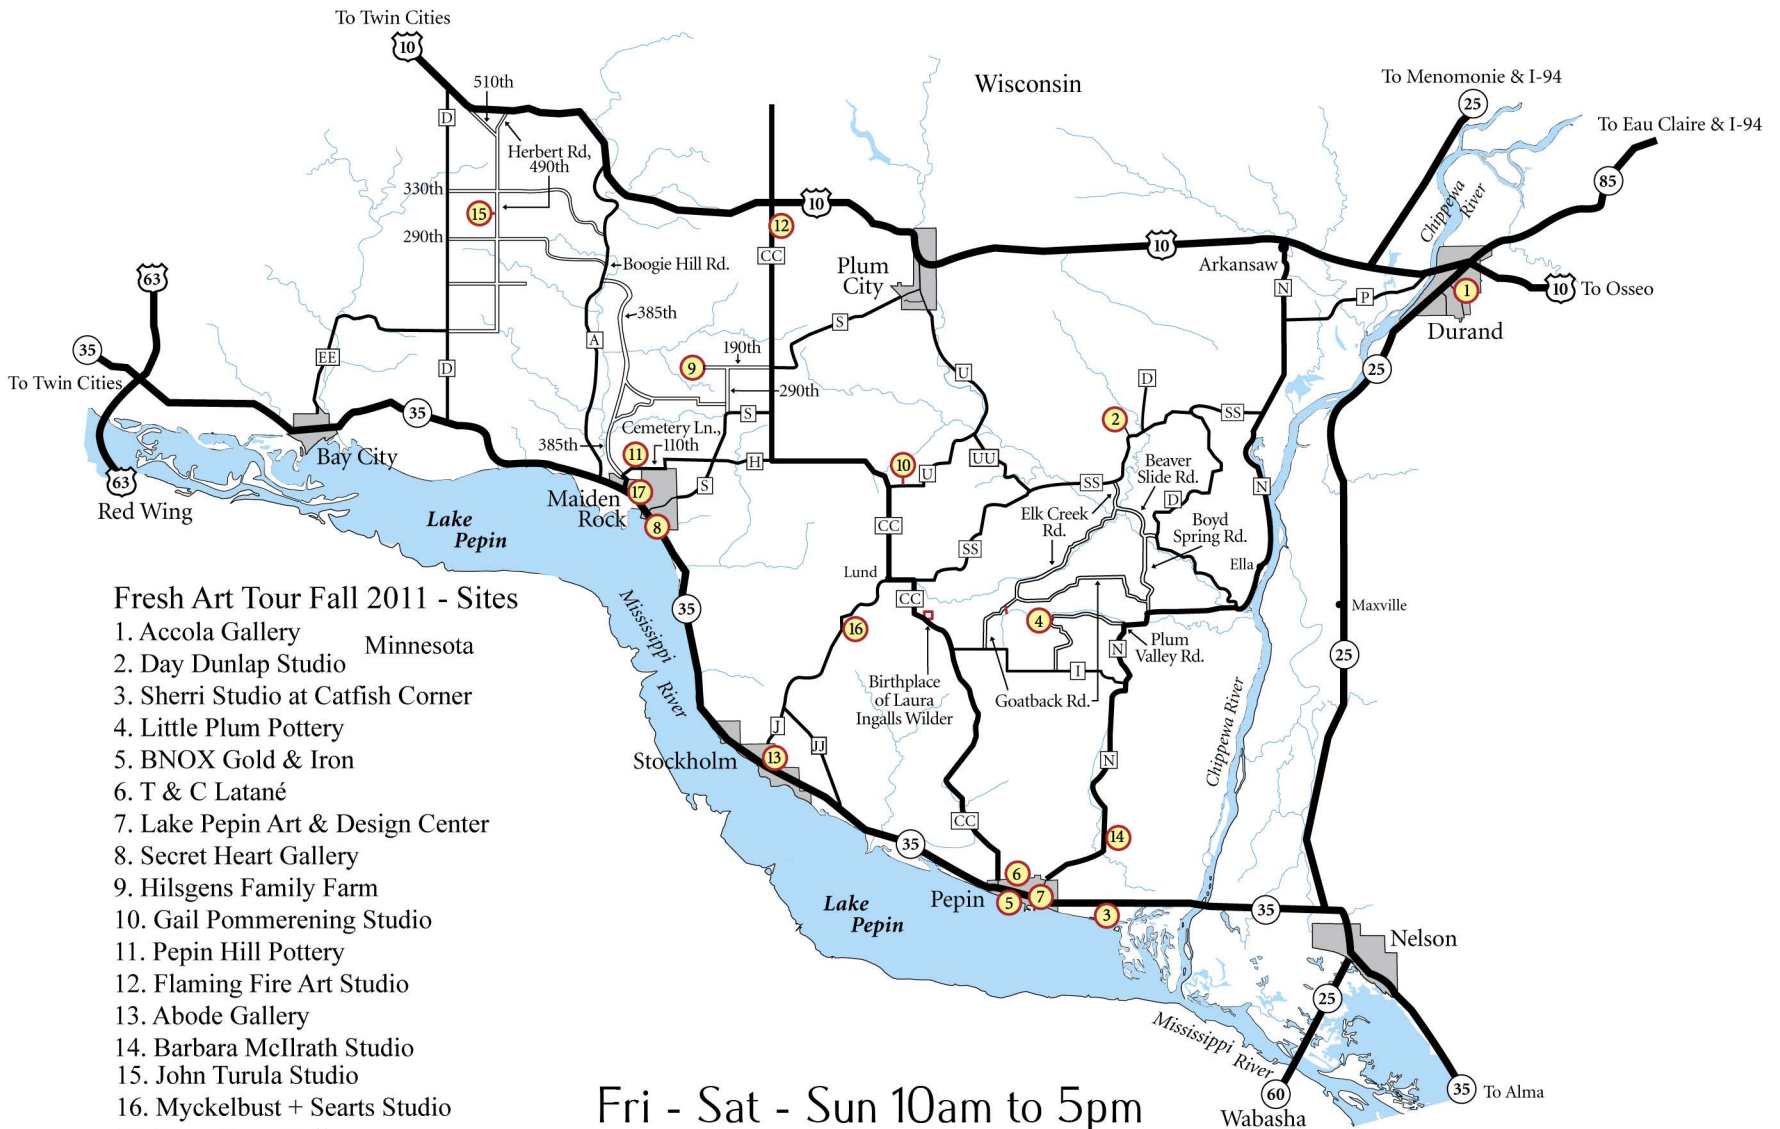 To Twin Cities
10
510th
D
Herbert Rd,
490th
330th
15
290th
Boogie Hill Rd.
385th
A
12
CC
10
Wisconsin
Plum
City
S
10
Arkansaw
N
P
To Menomonie & I-94
25
To Eau Claire & I-94
85
Chippewa
River
1
Durand
10
To Osseo
25
63
35
To Twin Cities
EE
D
35
Bay City
63
Red Wing
9
190th
290th
S
Cemetery Ln.,
110th
385th
11
H
S
17
Maiden
Rock
8
Lake
Pepin
U
UU
10
U
CC
SS
SS
2
D
SS
Beaver
Slide Rd.
D
Elk Creek
Rd.
Boyd
Spring Rd.
N
Ella
Lund
CC
16
4
Plum
Valley Rd.
N
I
Goatback Rd.
Birthplace
of Laura
Ingalls Wilder
Maxville
25
Mississippi
River
35
J
JJ
13
Stockholm
N
Chippewa River
CC
14
35
6
5
7
3
Pepin
Lake
Pepin
35
Nelson
25
Mississippi
River
60
Wabasha
35
To Alma
Fresh Art Tour Fall 2011 - Sites
Minnesota
1. Accola Gallery
2. Day Dunlap Studio
3. Sherri Studio at Catfish Corner
4. Little Plum Pottery
5. BNOX Gold & Iron
6. T & C Latané
7. Lake Pepin Art & Design Center
8. Secret Heart Gallery
9. Hilsgens Family Farm
10. Gail Pommerening Studio
11. Pepin Hill Pottery
12. Flaming Fire Art Studio
13. Abode Gallery
14. Barbara McIlrath Studio
15. John Turula Studio
16. Myckelbust + Searts Studio
Fri - Sat - Sun 10am to 5pm